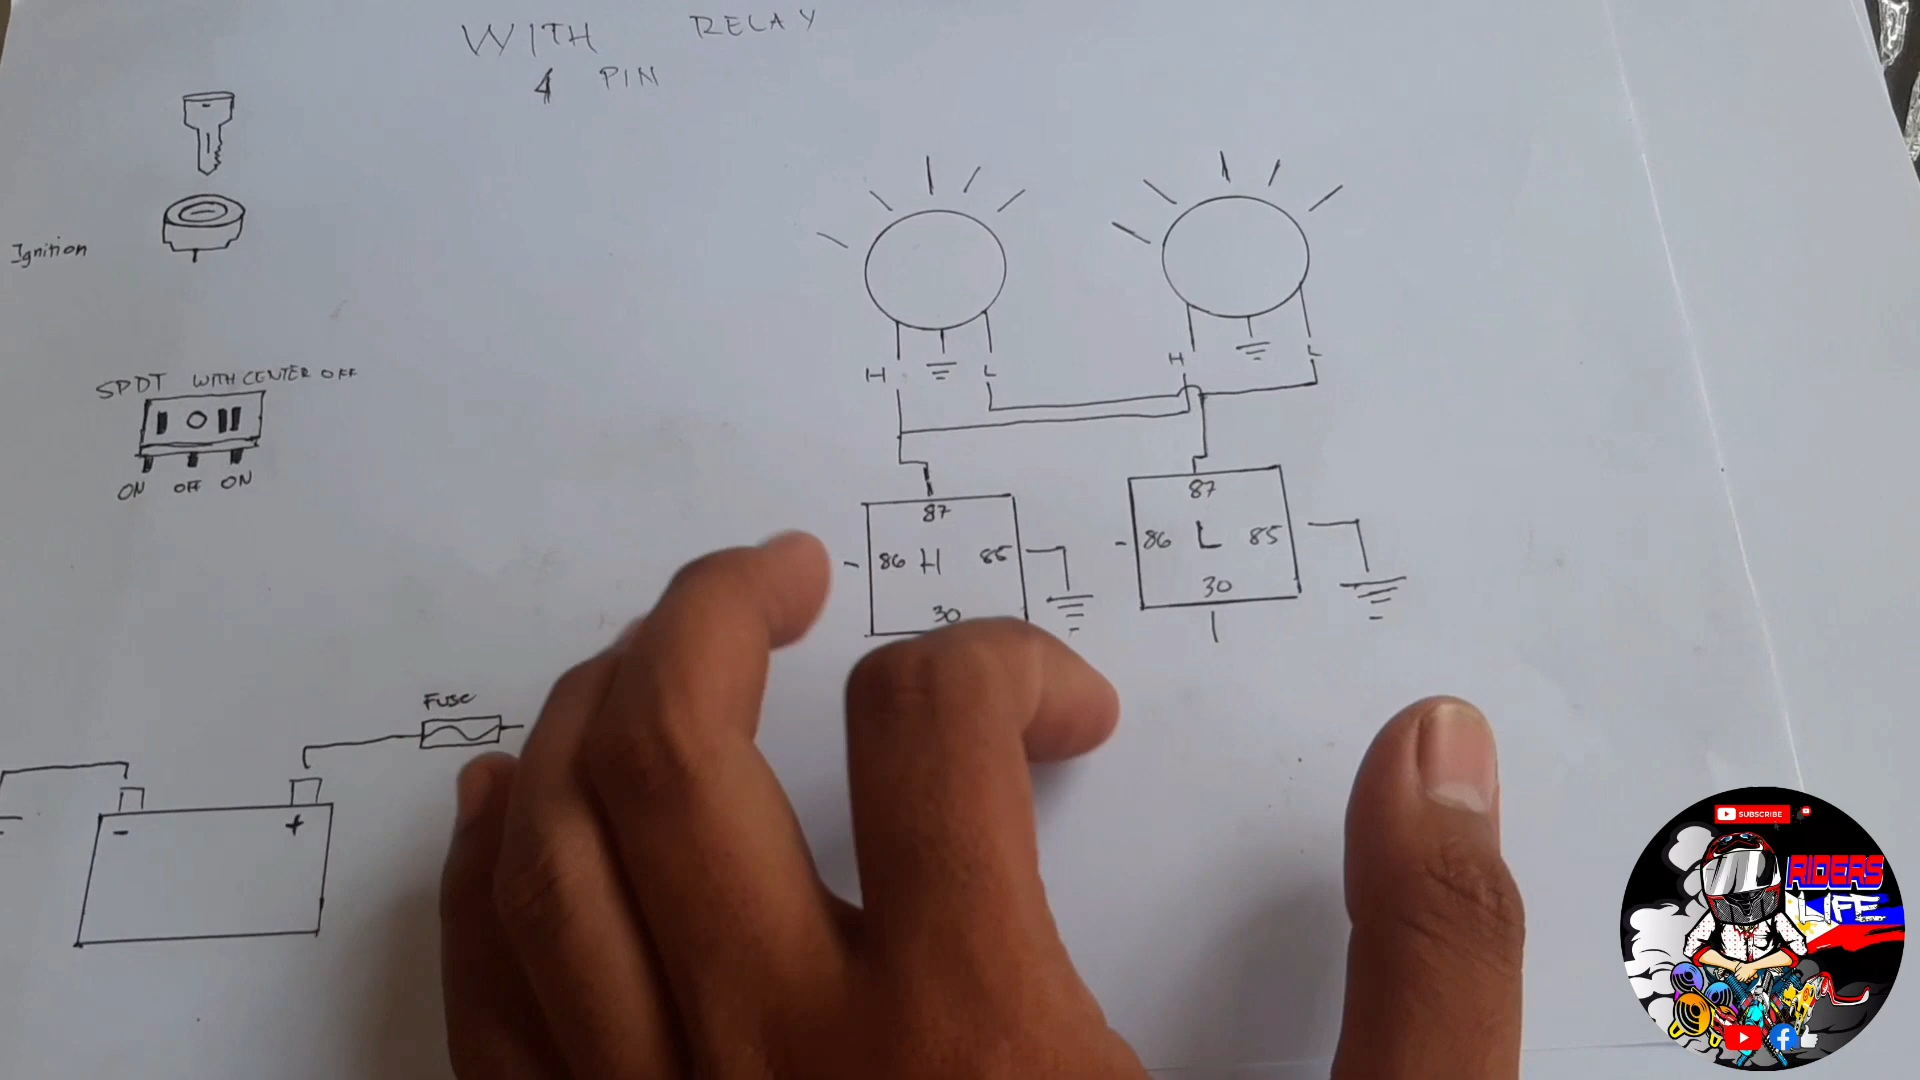 WITH RELAY
4 PIN
Ignition
SPDT WITH CENTER OFF
I O II
ON OFF ON
H L
H L
87
86 H 85
30
87
86 L 85
30
Fuse
- +
SUBSCRIBE
RIDERS
LIFE